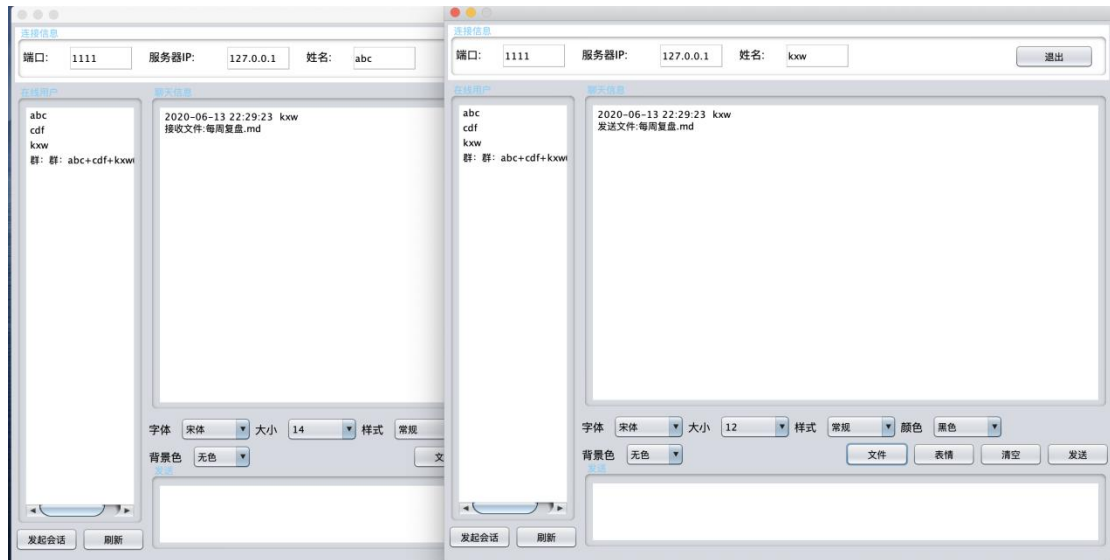 连接信息
端口: 1111 服务器IP: 127.0.0.1 姓名: abc
在线用户 聊天信息
abc
cdf
kxw
群: 群: abc+cdf+kxw
2020-06-13 22:29:23 kxw
接收文件:每周复盘.md
字体 宋体 大小 14 样式 常规
背景色 无色 文
发送
发起会话 刷新
连接信息
端口: 1111 服务器IP: 127.0.0.1 姓名: kxw 退出
在线用户 聊天信息
abc
cdf
kxw
群: 群: abc+cdf+kxw
2020-06-13 22:29:23 kxw
发送文件:每周复盘.md
字体 宋体 大小 12 样式 常规 颜色 黑色
背景色 无色 文件 表情 清空 发送
发送
发起会话 刷新